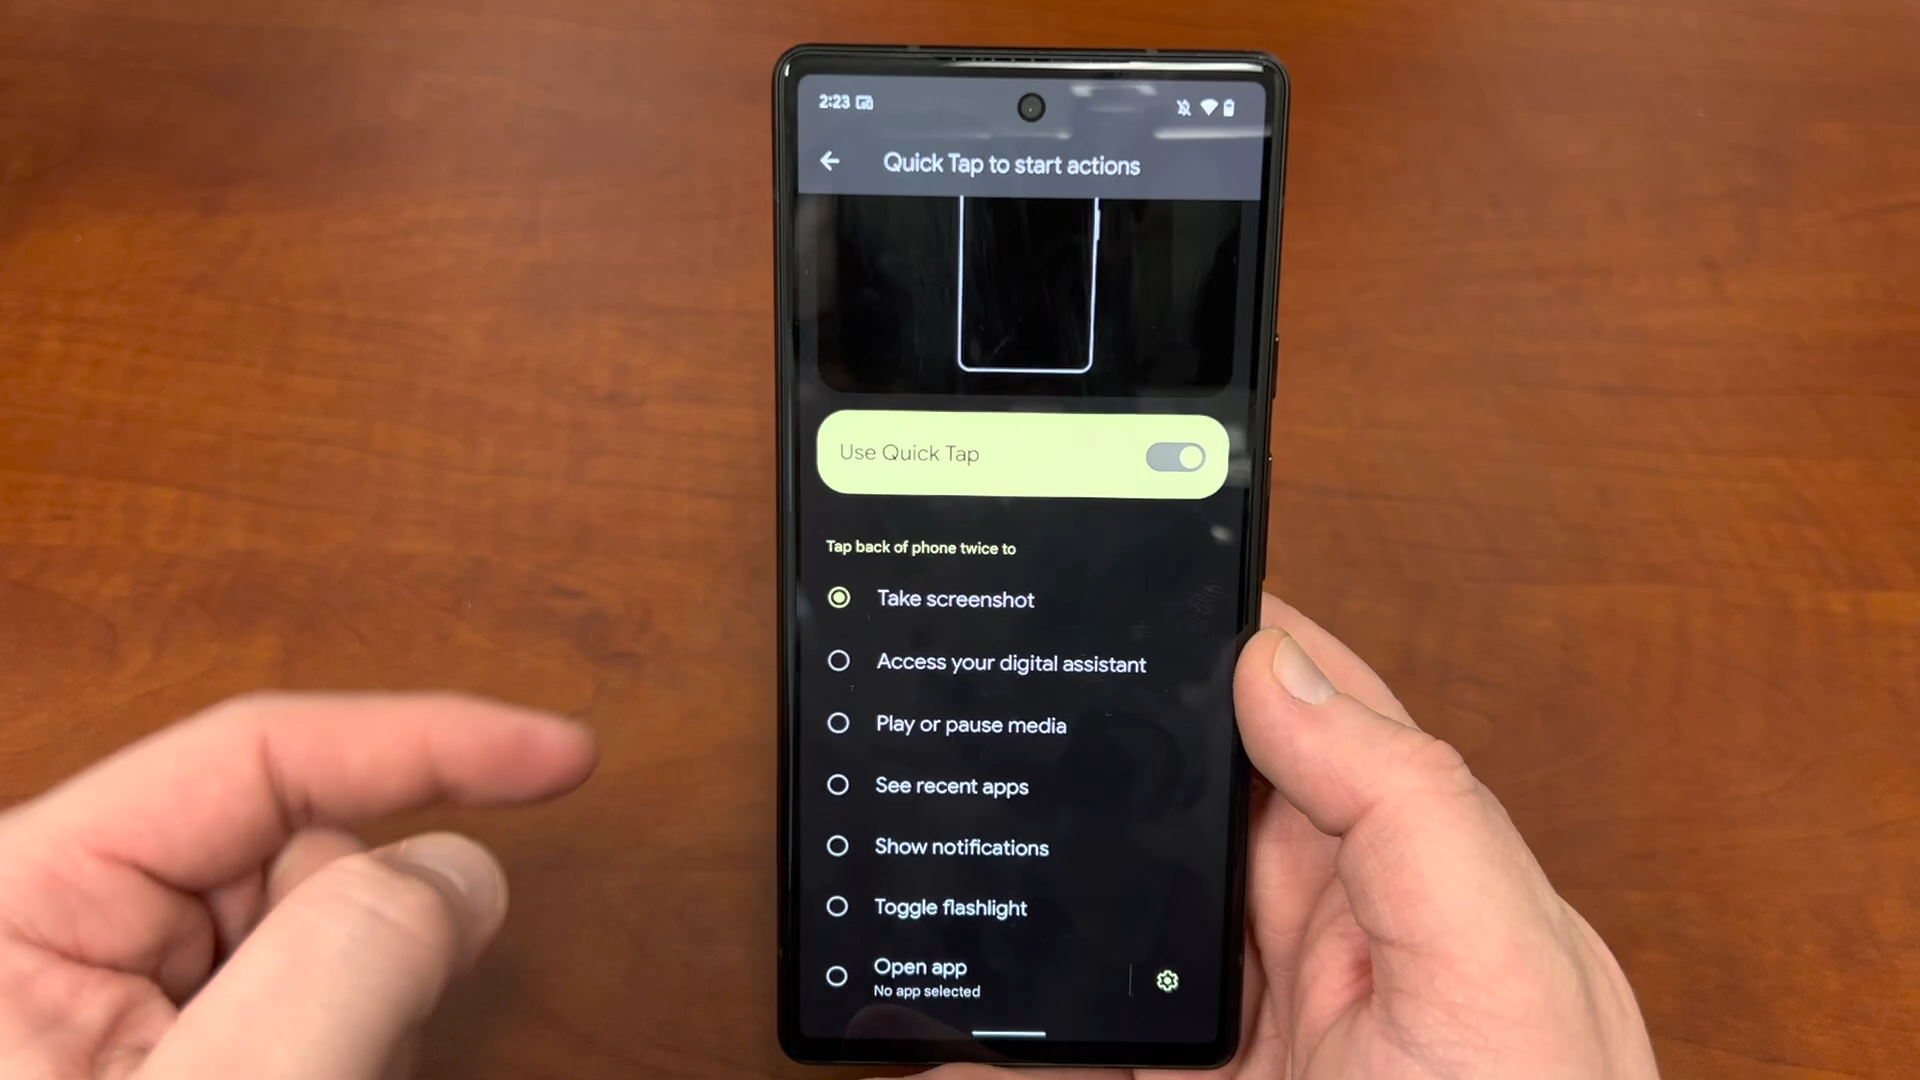 2:23
Quick Tap to start actions
Use Quick Tap
Tap back of phone twice to
Take screenshot
Access your digital assistant
Play or pause media
See recent apps
Show notifications
Toggle flashlight
Open app
No app selected